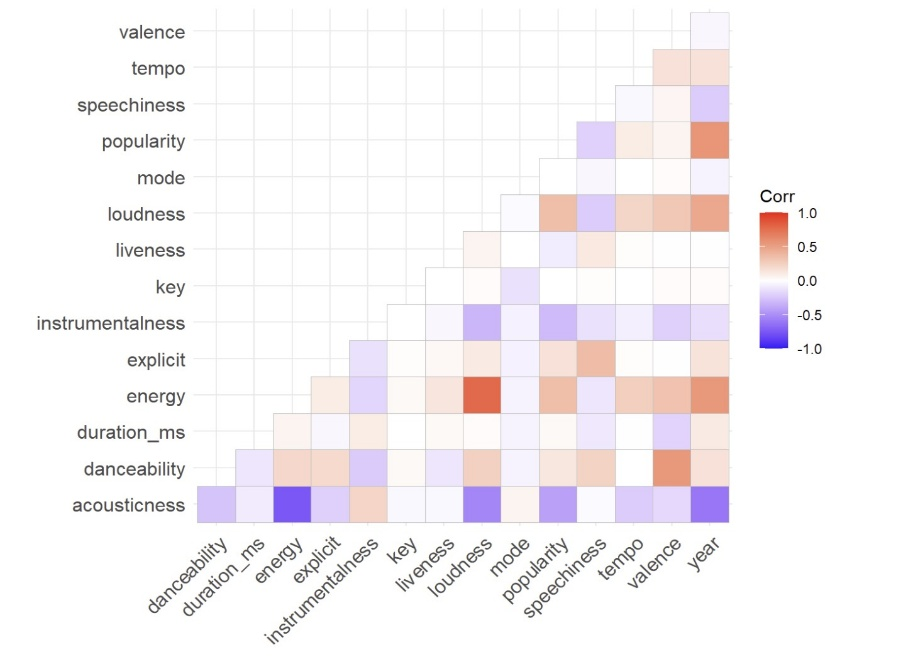 valence
tempo
speechiness
popularity
mode
loudness
liveness
key
instrumentalness
explicit
energy
duration_ms
danceability
acousticness
danceability
duration_ms
energy
explicit
instrumentalness
key
liveness
loudness
mode
popularity
speechiness
tempo
valence
year
Corr
1.0
0.5
0.0
-0.5
-1.0